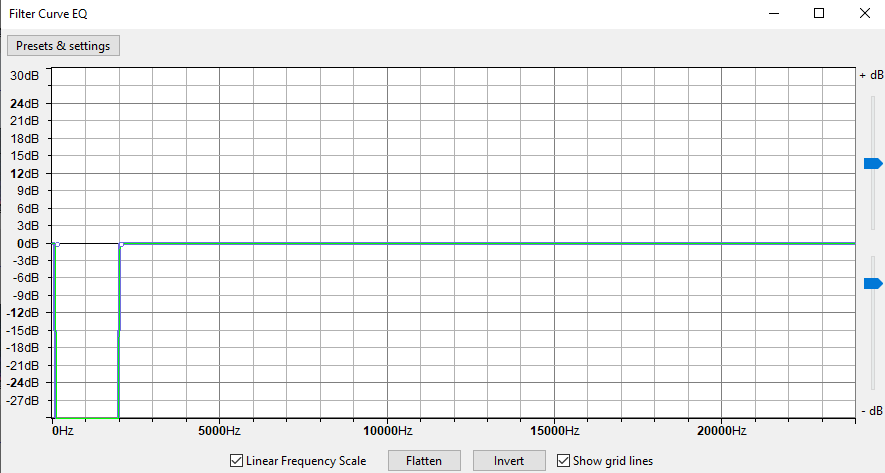 Filter Curve EQ
Presets & settings
30dB
24dB
21dB
18dB
15dB
12dB
9dB
6dB
3dB
0dB
-3dB
-6dB
-9dB
-12dB
-15dB
-18dB
-21dB
-24dB
-27dB
0Hz 5000Hz 10000Hz 15000Hz 20000Hz
+ dB
- dB
Linear Frequency Scale Flatten Invert Show grid lines